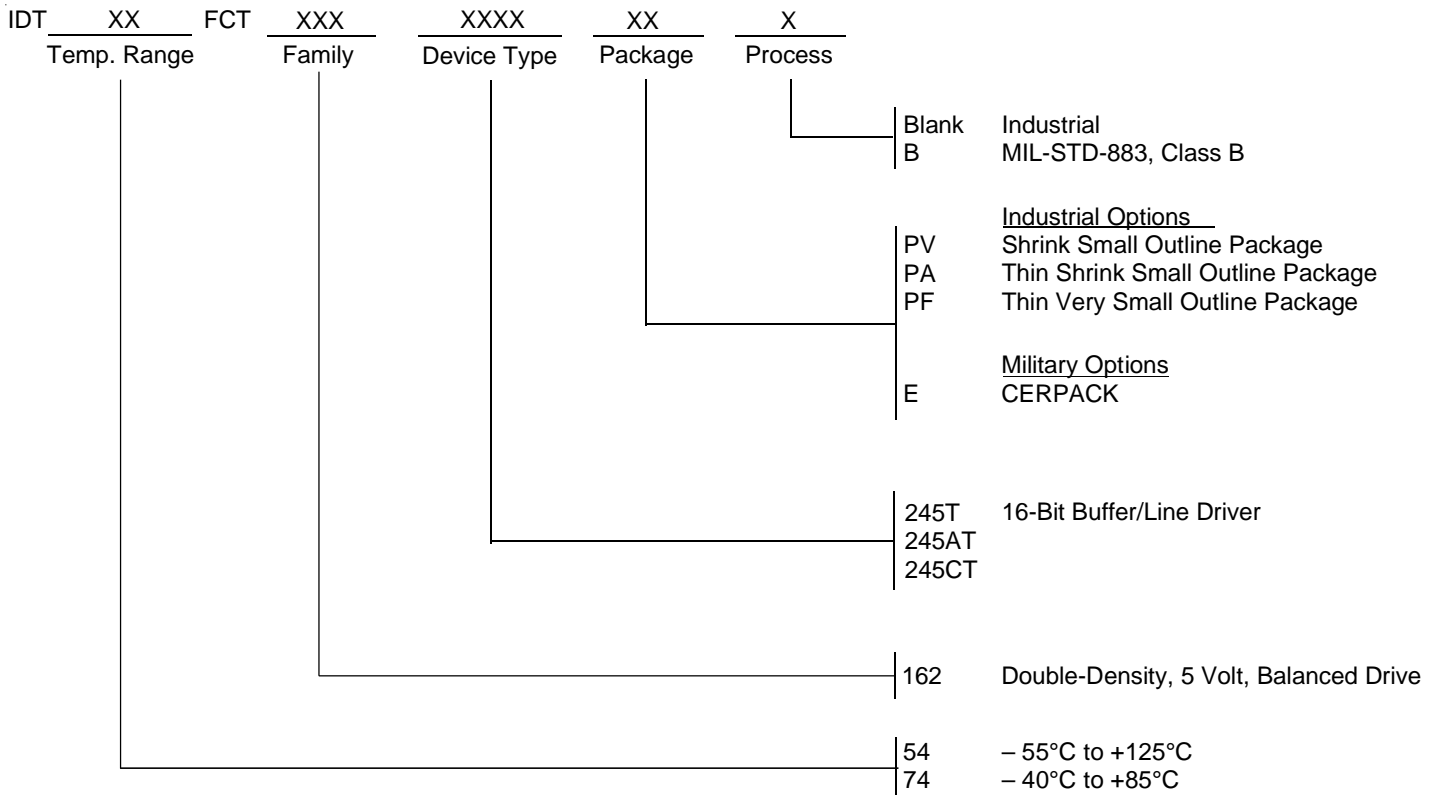 IDT XX FCT XXX XXXX XX X
Temp. Range Family Device Type Package Process
Blank Industrial
B MIL-STD-883, Class B
Industrial Options
PV Shrink Small Outline Package
PA Thin Shrink Small Outline Package
PF Thin Very Small Outline Package
Military Options
E CERPACK
245T 16-Bit Buffer/Line Driver
245AT
245CT
162 Double-Density, 5 Volt, Balanced Drive
54 – 55°C to +125°C
74 – 40°C to +85°C